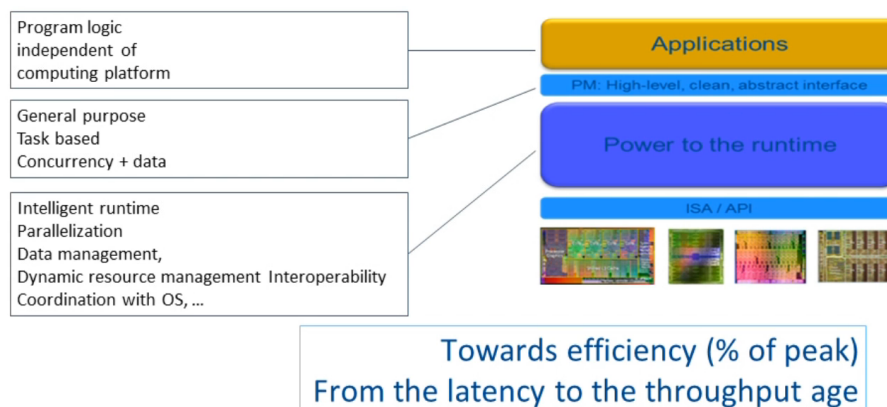 Program logic
independent of
computing platform
Applications
PM: High-level, clean, abstract interface
General purpose
Task based
Concurrency + data
Power to the runtime
Intelligent runtime
Parallelization
Data management,
Dynamic resource management Interoperability
Coordination with OS, ...
ISA / API
Towards efficiency (% of peak)
From the latency to the throughput age